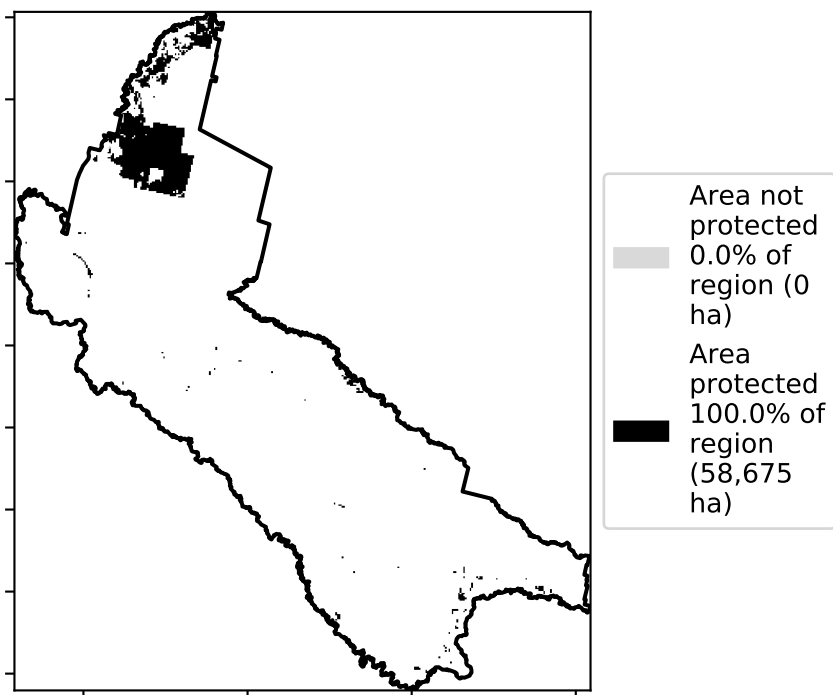 Area not
protected
0.0% of
region (0
ha)
Area
protected
100.0% of
region
(58,675
ha)